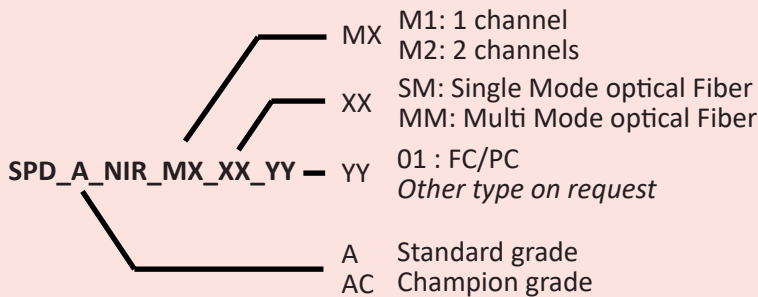 MX M1: 1 channel
M2: 2 channels
XX SM: Single Mode optical Fiber
MM: Multi Mode optical Fiber
SPD_A_NIR_MX_XX_YY YY 01 : FC/PC
Other type on request
A Standard grade
AC Champion grade